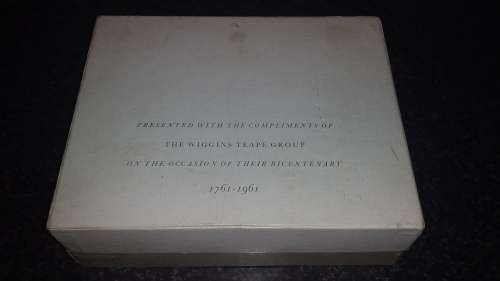 PRESENTED WITH THE COMPLIMENTS OF
THE WIGGINS TEAPE GROUP
ON THE OCCASION OF THEIR BICENTENARY
1761-1961